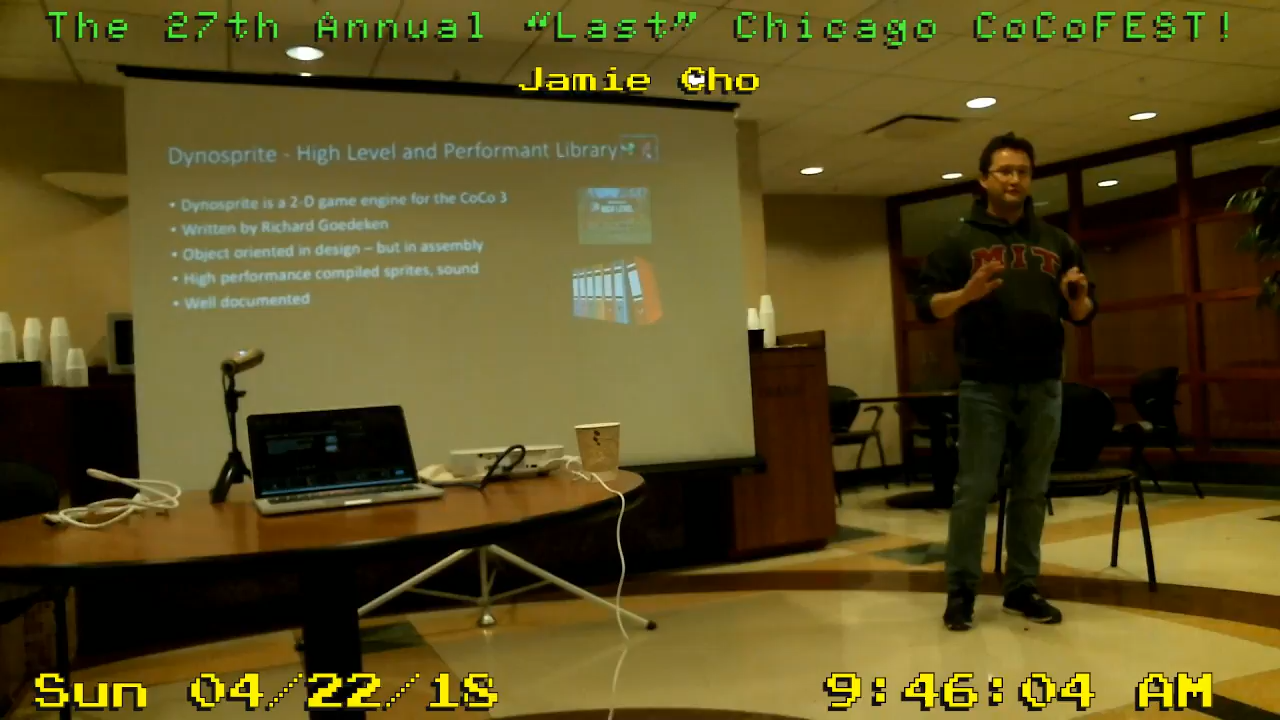 The 27th Annual “Last” Chicago CoCoFEST!
Jamie Cho
Dynosprite - High Level and Performant Library
• Dynosprite is a 2-D game engine for the CoCo 3
• Written by Richard Goedeken
• Object oriented in design – but in assembly
• High performance compiled sprites, sound
• Well documented
HIGH LEVEL
MIT
Sun 04/22/18
9:46:04 AM